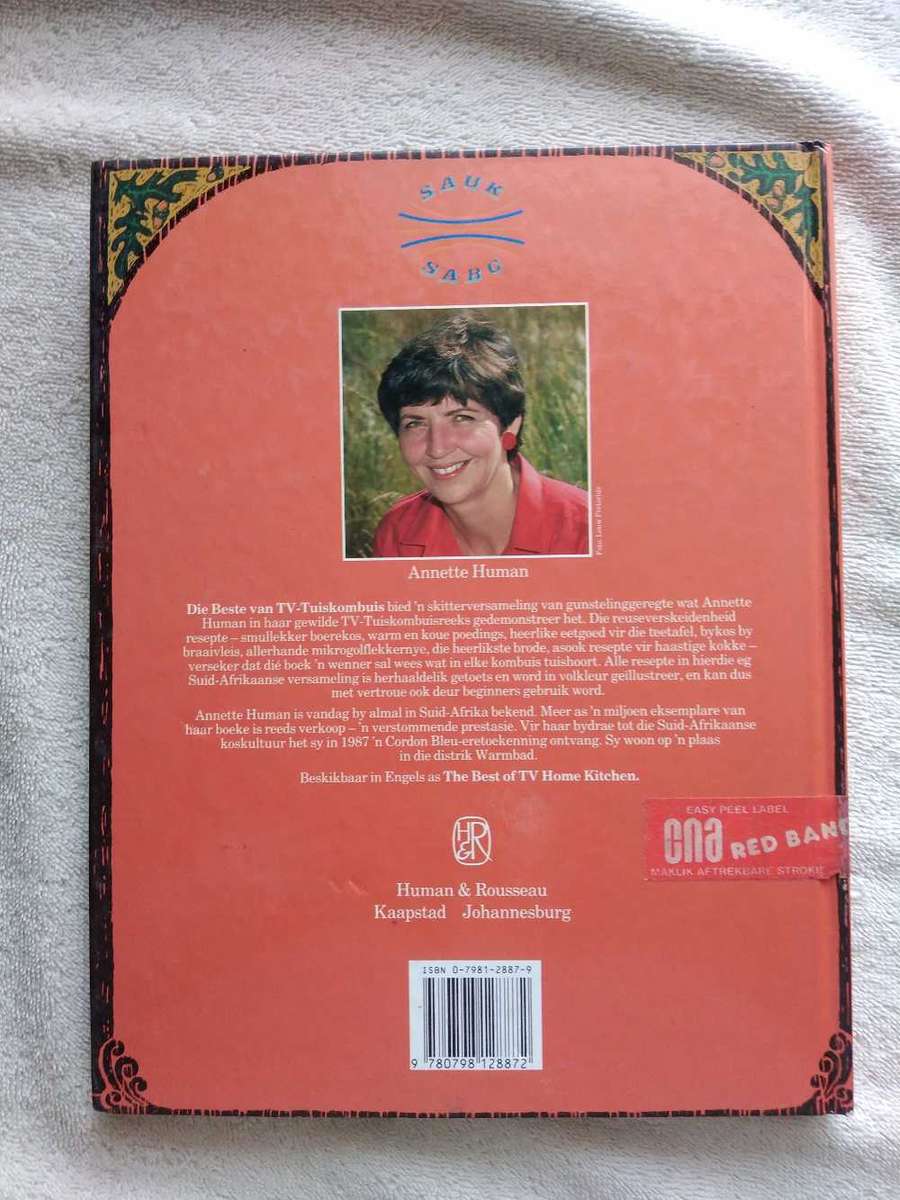 SAUK
SABC
Foto: Louw Pretorius
Annette Human
Die Beste van TV-Tuiskombuis bied 'n skitterversameling van gunstelinggeregte wat Annette
Human in haar gewilde TV-Tuiskombuisreeks gedemonstreer het. Die reuseverskeidenheid
resepte – smullekker boerekos, warm en koue poedings, heerlike eetgoed vir die teetafel, bykos by
braaivleis, allerhande mikrogolflekkernye, die heerlikste brode, asook resepte vir haastige kokke –
verseker dat dié boek 'n wenner sal wees wat in elke kombuis tuishoort. Alle resepte in hierdie eg
Suid-Afrikaanse versameling is herhaaldelik getoets en word in volkleur geïllustreer, en kan dus
met vertroue ook deur beginners gebruik word.
Annette Human is vandag by almal in Suid-Afrika bekend. Meer as 'n miljoen eksemplare van
haar boeke is reeds verkoop – 'n verstommende prestasie. Vir haar bydrae tot die Suid-Afrikaanse
koskultuur het sy in 1987 'n Cordon Bleu-eretoekenning ontvang. Sy woon op 'n plaas
in die distrik Warmbad.
Beskikbaar in Engels as The Best of TV Home Kitchen.
EASY PEEL LABEL
cna RED BAND
MAKLIK AFTREKBARE STROKIE
H&R
Human & Rousseau
Kaapstad Johannesburg
ISBN 0-7981-2887-9
9 780798 128872